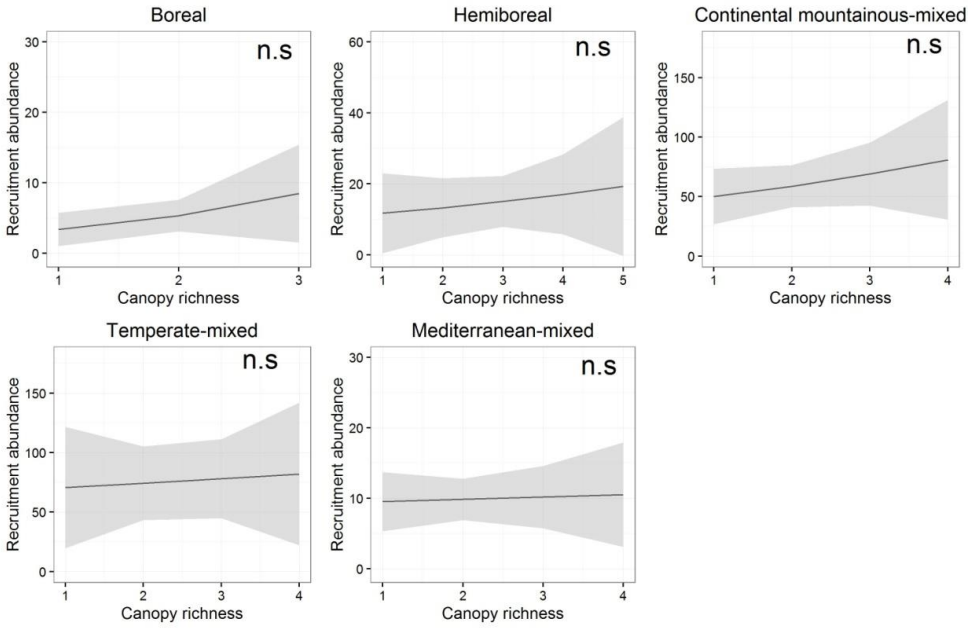 Boreal
n.s
Recruitment abundance
30
20
10
0
1 2 3
Canopy richness
Hemiboreal
n.s
Recruitment abundance
60
40
20
0
1 2 3 4 5
Canopy richness
Continental mountainous-mixed
n.s
Recruitment abundance
150
100
50
0
1 2 3 4
Canopy richness
Temperate-mixed
n.s
Recruitment abundance
150
100
50
0
1 2 3 4
Canopy richness
Mediterranean-mixed
n.s
Recruitment abundance
30
20
10
0
1 2 3 4
Canopy richness